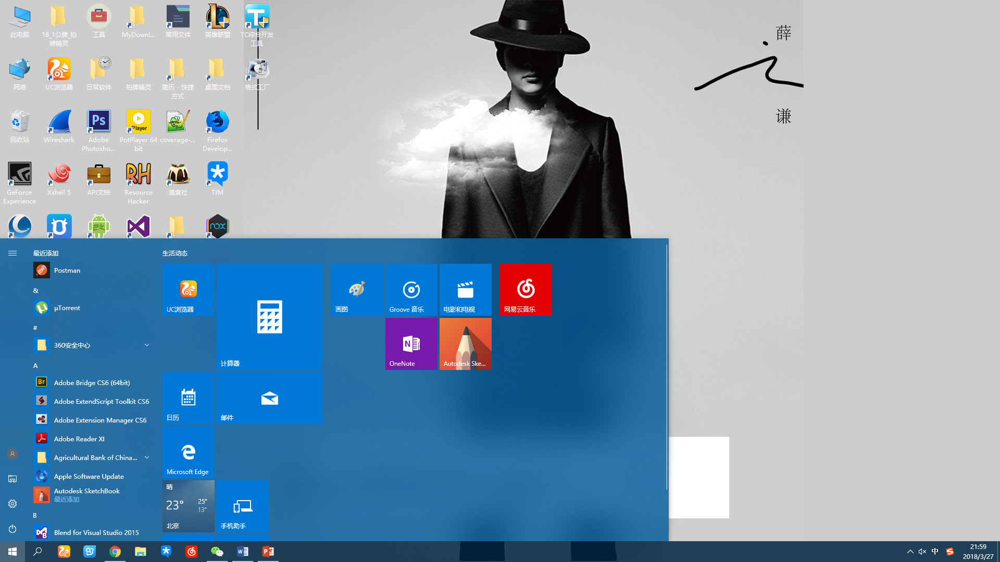 此电脑
18_1公牌_拍
牌精灵
工具
MyDownl...
常用文件
英雄联盟
TC综合开发
工具
网络
UC浏览器
日常软件
拍牌精灵
简历 - 快捷
方式
桌面文档
格式工厂
回收站
Wireshark
Adobe
Photosho...
PotPlayer 64
bit
coverage-...
Firefox
Develop...
GeForce
Experience
Xshell 5
API文档
Resource
Hacker
美食社
TIM
薛
谦
最近添加
Postman
&
µTorrent
#
360安全中心
A
Adobe Bridge CS6 (64bit)
Adobe ExtendScript Toolkit CS6
Adobe Extension Manager CS6
Adobe Reader XI
Agricultural Bank of China...
Apple Software Update
Autodesk SketchBook
最近添加
B
Blend for Visual Studio 2015
生活动态
UC浏览器
计算器
画图
Groove 音乐
电影和电视
网易云音乐
OneNote
Autodesk Ske...
日历
邮件
Microsoft Edge
晴
23°
25°
13°
北京
手机助手
中
21:59
2018/3/27